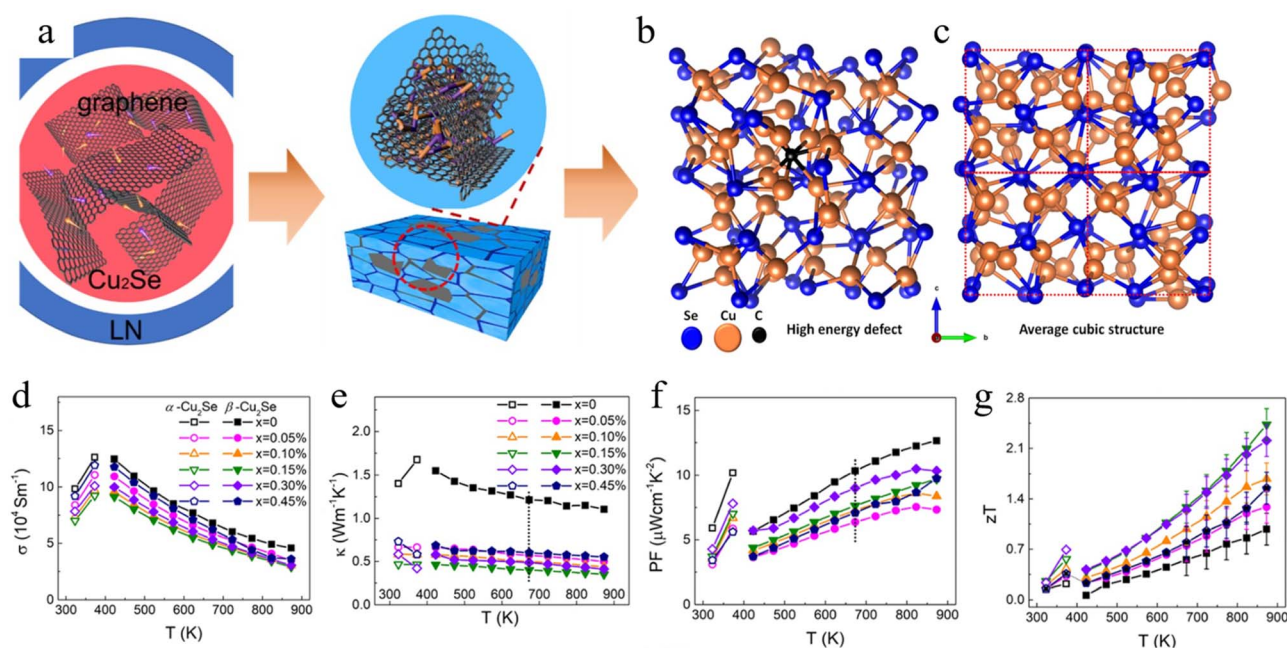 a
graphene
Cu₂Se
LN
b
c
Se Cu C
High energy defect
c
b
Average cubic structure
d
α-Cu₂Se β-Cu₂Se
x=0
x=0.05%
x=0.10%
x=0.15%
x=0.30%
x=0.45%
σ (10⁴ Sm⁻¹)
15
10
5
0
300 400 500 600 700 800 900
T (K)
e
x=0
x=0.05%
x=0.10%
x=0.15%
x=0.30%
x=0.45%
κ (Wm⁻¹K⁻¹)
2.0
1.5
1.0
0.5
0.0
300 400 500 600 700 800 900
T (K)
f
PF (μWcm⁻¹K⁻²)
15
10
5
0
300 400 500 600 700 800 900
T (K)
g
zT
2.8
2.1
1.4
0.7
0.0
300 400 500 600 700 800 900
T (K)